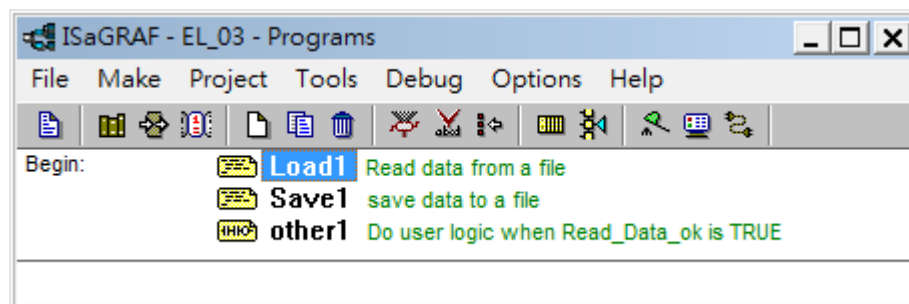 ISaGRAF - EL_03 - Programs
File Make Project Tools Debug Options Help
Begin:
Load1 Read data from a file
Save1 save data to a file
other1 Do user logic when Read_Data_ok is TRUE